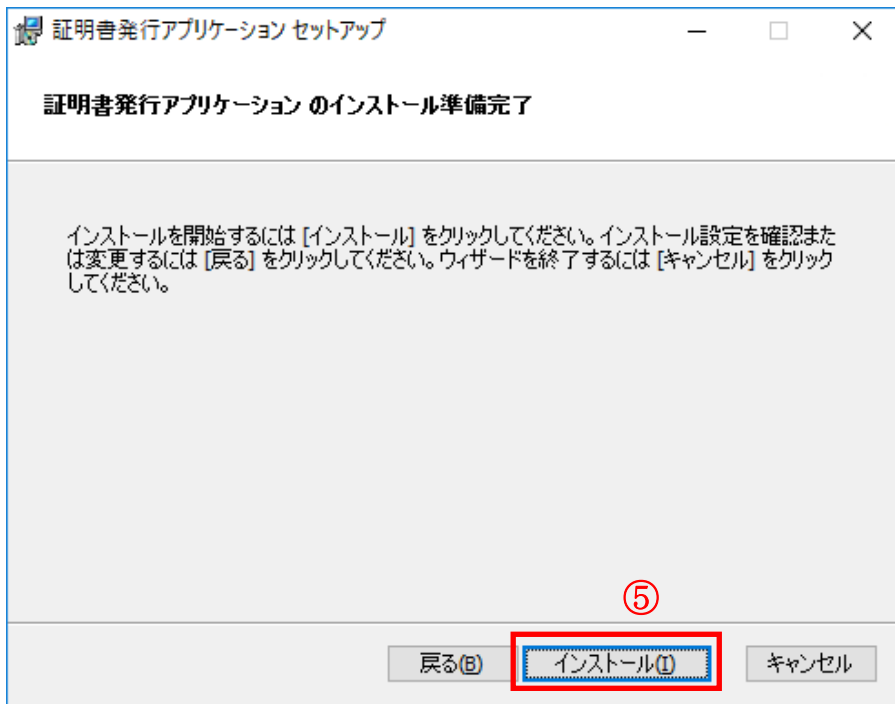 証明書発行アプリケーション セットアップ
証明書発行アプリケーション のインストール準備完了
インストールを開始するには [インストール] をクリックしてください。インストール設定を確認また
は変更するには [戻る] をクリックしてください。ウィザードを終了するには [キャンセル] をクリック
してください。
⑤
戻る(B) インストール(I) キャンセル